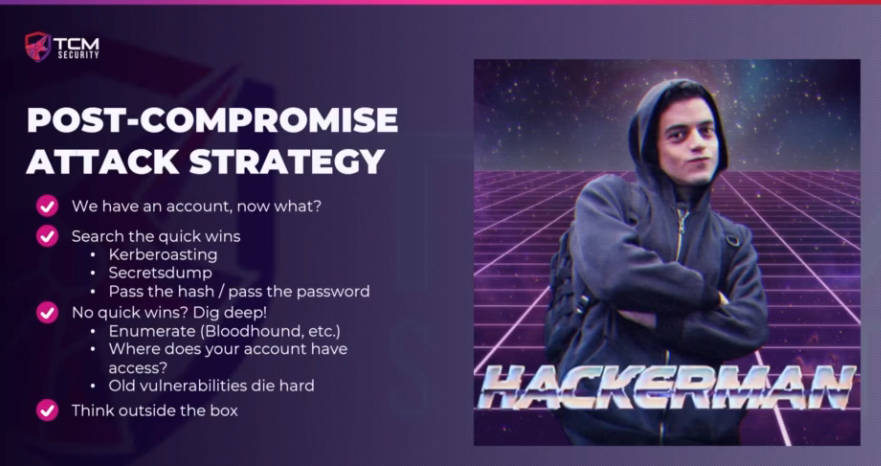 TCM
SECURITY
POST-COMPROMISE
ATTACK STRATEGY
We have an account, now what?
Search the quick wins
• Kerberoasting
• Secretsdump
• Pass the hash / pass the password
No quick wins? Dig deep!
• Enumerate (Bloodhound, etc.)
• Where does your account have
access?
• Old vulnerabilities die hard
Think outside the box
HACKERMAN